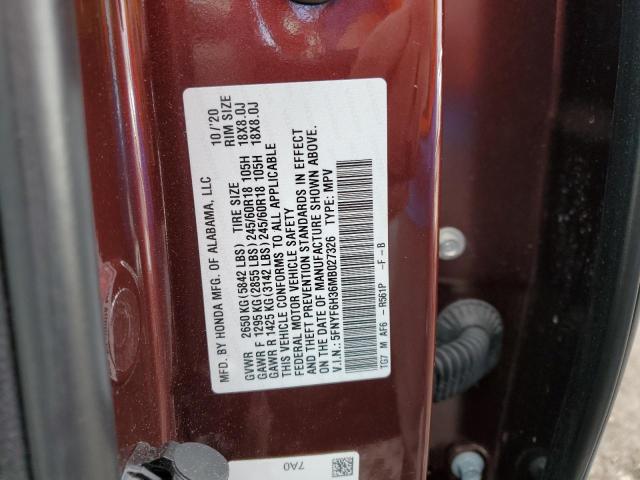 MFD. BY HONDA MFG. OF ALABAMA, LLC 10/'20
GVWR 2650 KG(5842 LBS) TIRE SIZE RIM SIZE
GAWR F 1295 KG(2855 LBS)245/60R18 105H 18X8.0J
GAWR R 1425 KG(3142 LBS)245/60R18 105H 18X8.0J
THIS VEHICLE CONFORMS TO ALL APPLICABLE
FEDERAL MOTOR VEHICLE SAFETY
AND THEFT PREVENTION STANDARDS IN EFFECT
ON THE DATE OF MANUFACTURE SHOWN ABOVE.
V.I.N.: 5FNYF6H36MB027326 TYPE: MPV
TG7 M AF6 -R561P -F -B
7A0